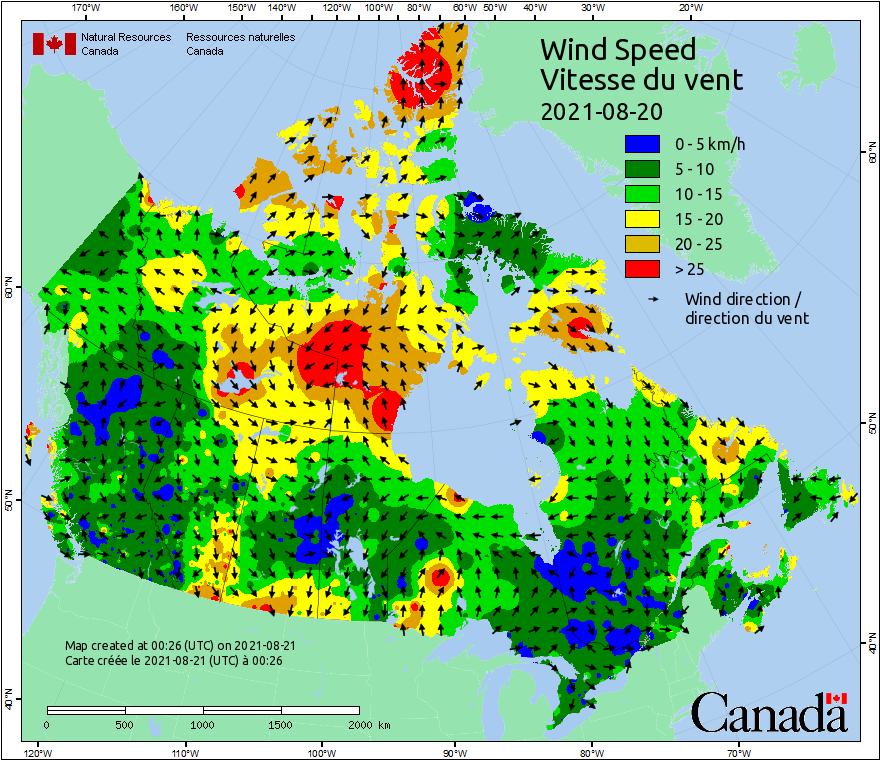 170°W 160°W 150°W 140°W 120°W 100°W 80°W 60°W 50°W 40°W 30°W 20°W
Natural Resources Canada
Ressources naturelles Canada
Wind Speed
Vitesse du vent
2021-08-20
0 - 5 km/h
5 - 10
10 - 15
15 - 20
20 - 25
> 25
Wind direction /
direction du vent
60°N
50°N
40°N
60°N
50°N
40°N
Map created at 00:26 (UTC) on 2021-08-21
Carte créée le 2021-08-21 (UTC) à 00:26
0 500 1000 1500 2000 km
Canada
120°W 110°W 100°W 90°W 80°W 70°W